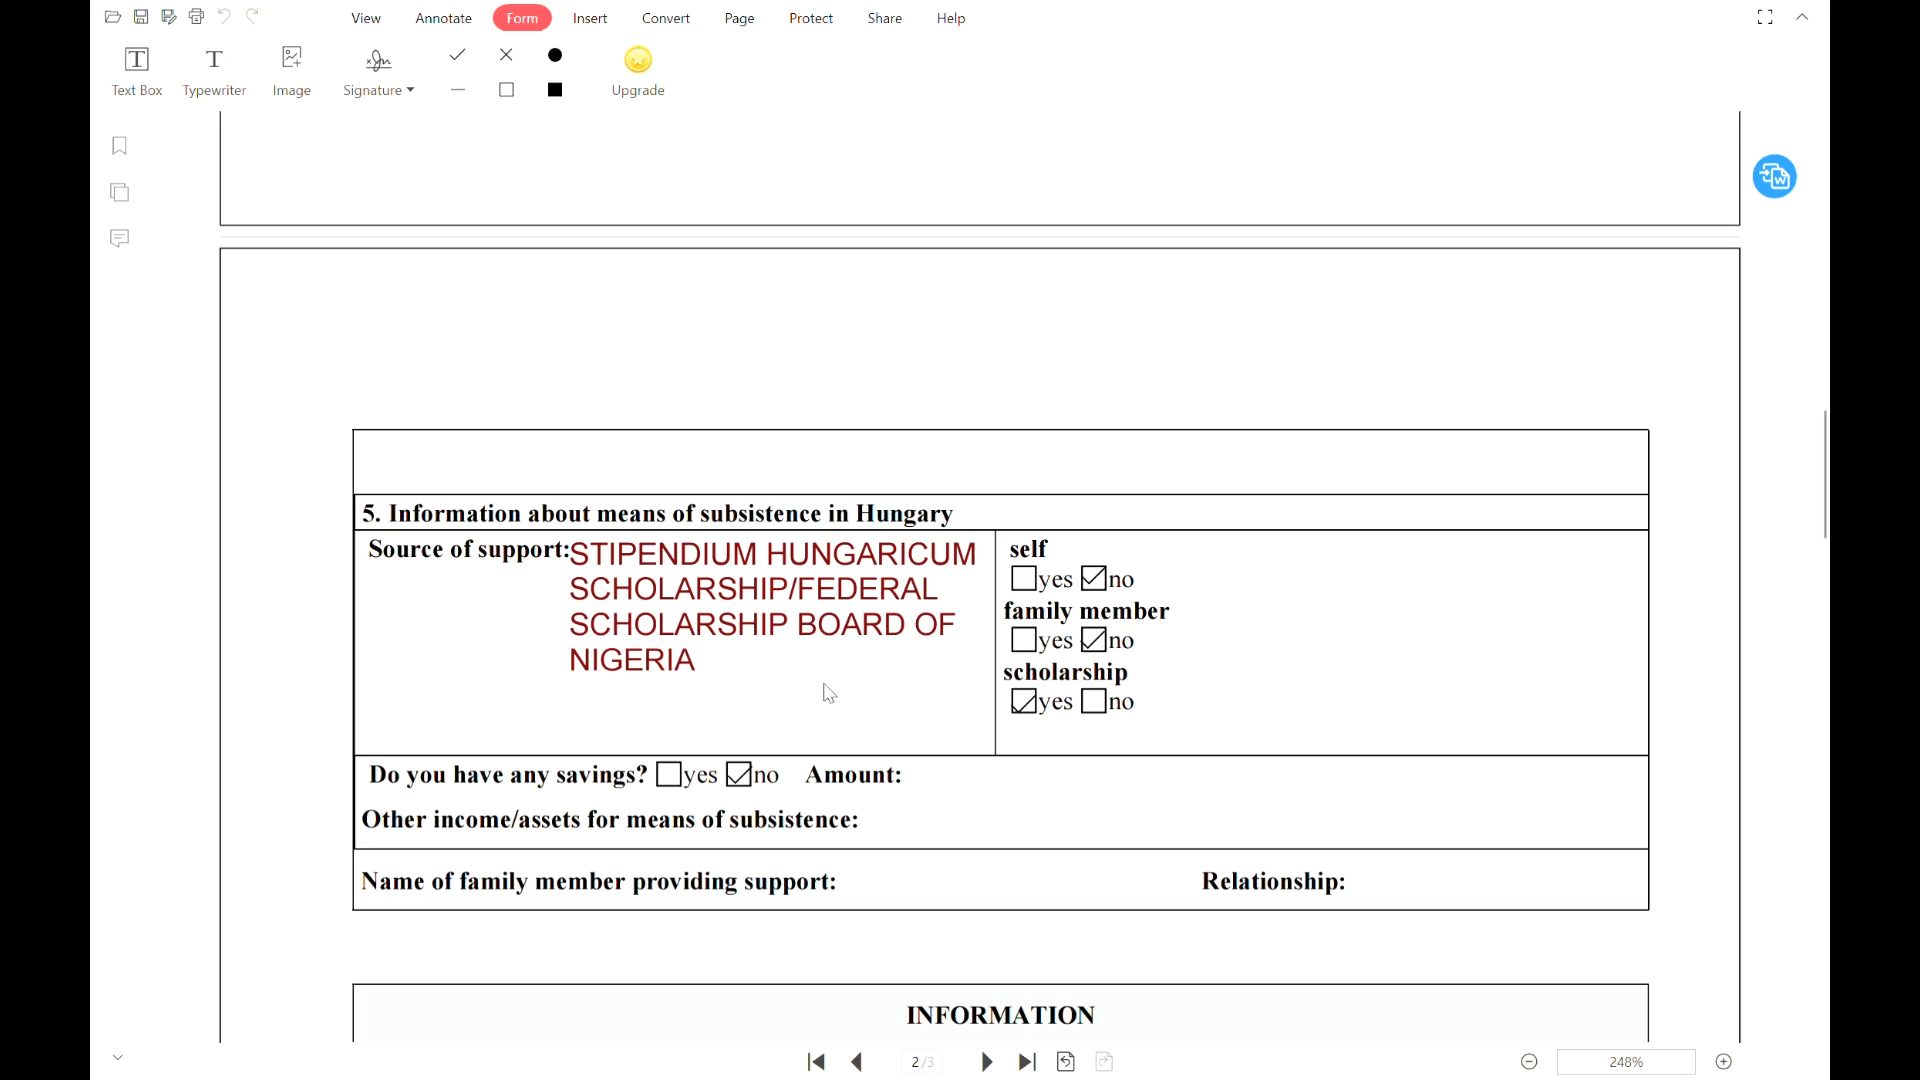 View Annotate Form Insert Convert Page Protect Share Help
Text Box Typewriter Image Signature Upgrade
5. Information about means of subsistence in Hungary
Source of support: STIPENDIUM HUNGARICUM
SCHOLARSHIP/FEDERAL
SCHOLARSHIP BOARD OF
NIGERIA
self
yes no
family member
yes no
scholarship
yes no
Do you have any savings? yes no Amount:
Other income/assets for means of subsistence:
Name of family member providing support: Relationship:
INFORMATION
2/3 248%